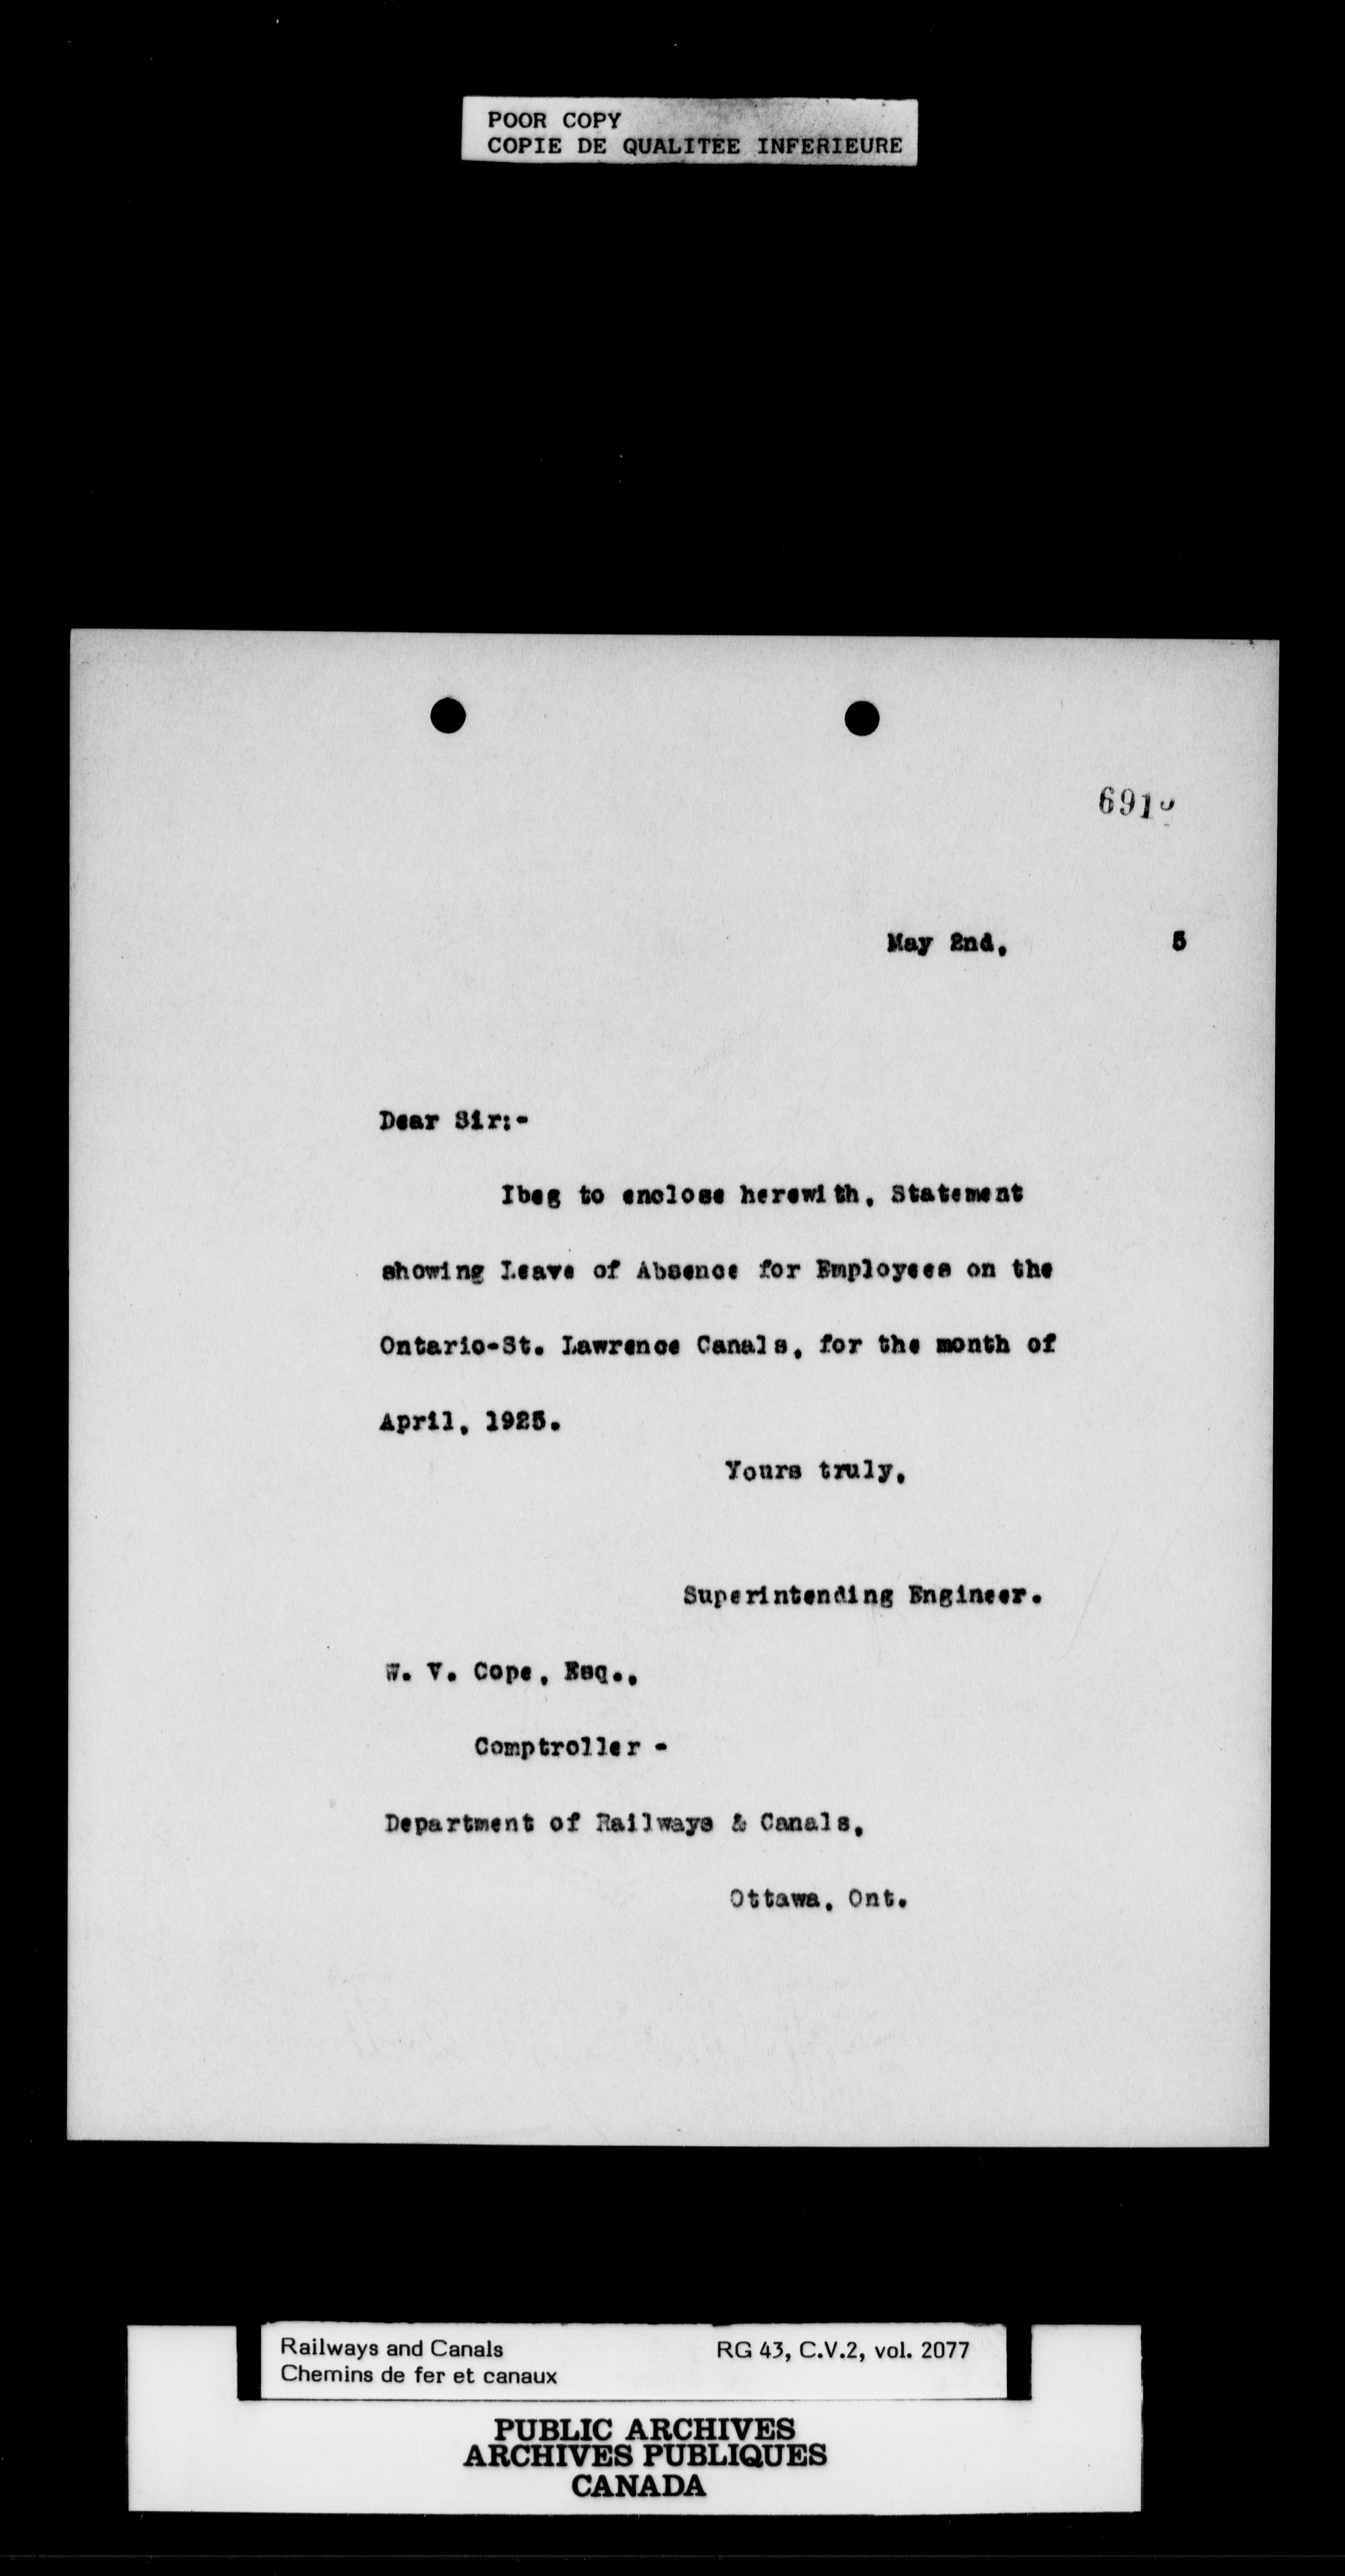 POOR COPY
COPIE DE QUALITEE INFERIEURE
May 2nd, 5
Dear Sir:-
Ibeg to enclose herewith, Statement
showing Leave of Absence for Employees on the
Ontario-St. Lawrence Canals, for the month of
April, 1925.
Yours truly,
Superintending Engineer.
W. V. Cope, Esq.,
Comptroller -
Department of Railways & Canals,
Ottawa, Ont.
Railways and Canals RG 43, C.V.2, vol. 2077
Chemins de fer et canaux
PUBLIC ARCHIVES
ARCHIVES PUBLIQUES
CANADA